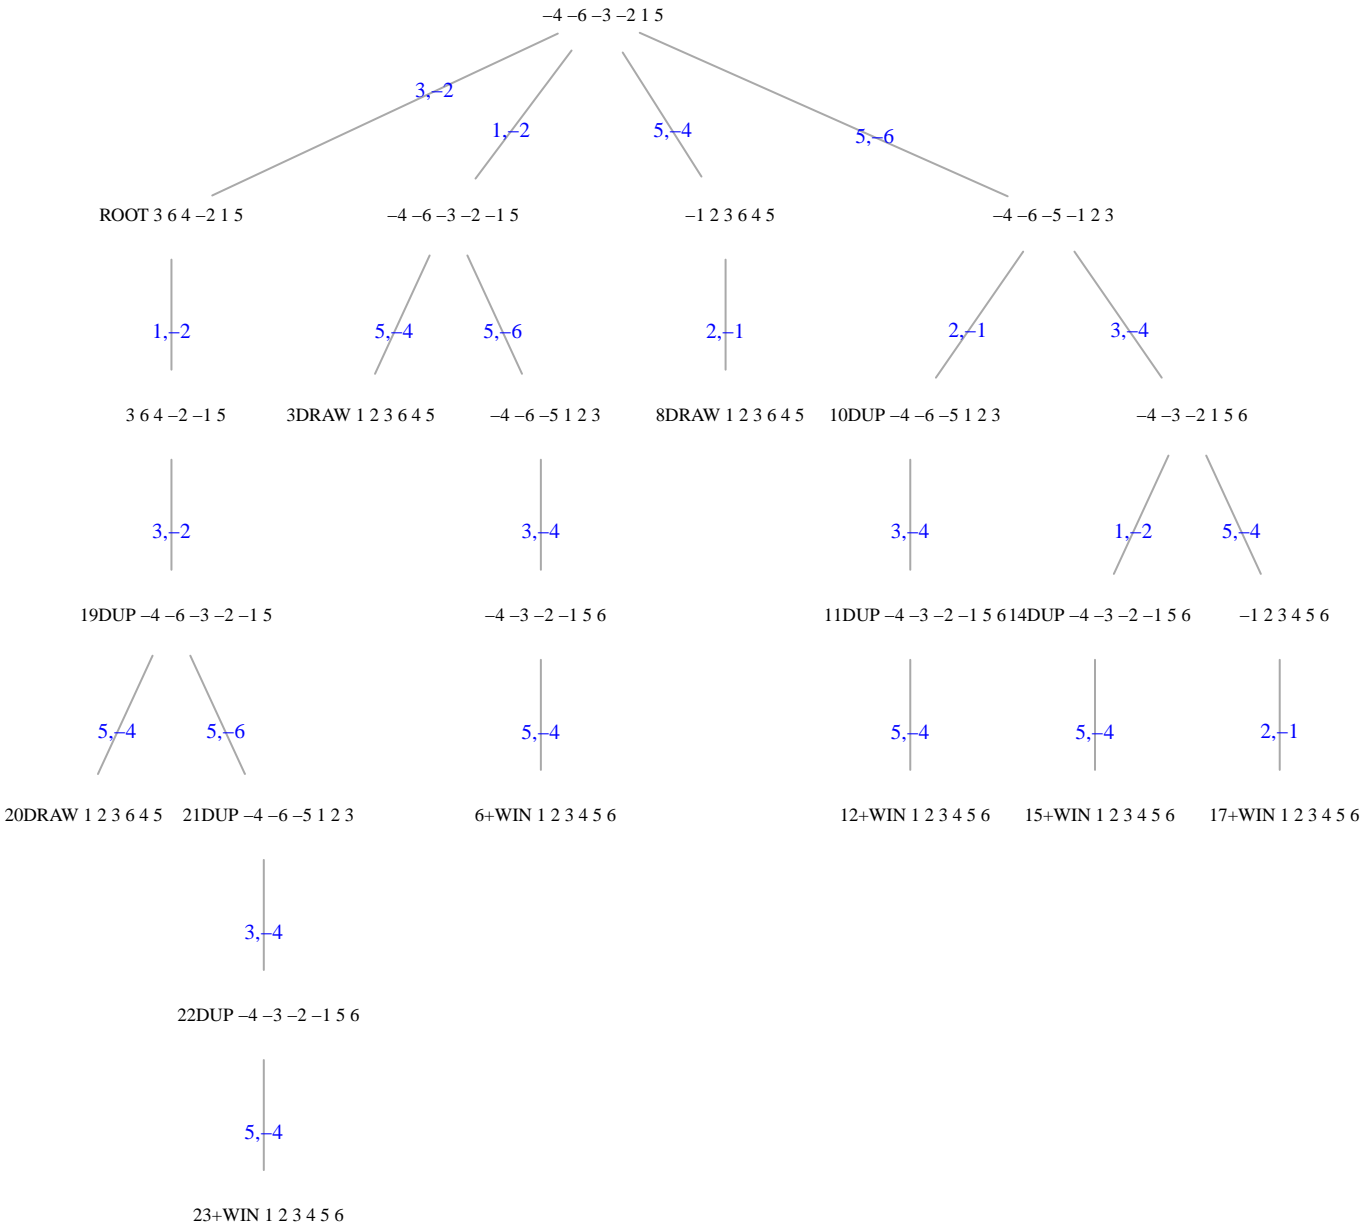 –4 –6 –3 –2 1 5
3,–2
1,–2
5,–4
5,–6
ROOT 3 6 4 –2 1 5
–4 –6 –3 –2 –1 5
–1 2 3 6 4 5
–4 –6 –5 –1 2 3
1,–2
5,–4
5,–6
2,–1
2,–1
3,–4
3 6 4 –2 –1 5
3DRAW 1 2 3 6 4 5
–4 –6 –5 1 2 3
8DRAW 1 2 3 6 4 5
10DUP –4 –6 –5 1 2 3
–4 –3 –2 1 5 6
3,–2
3,–4
3,–4
1,–2
5,–4
19DUP –4 –6 –3 –2 –1 5
–4 –3 –2 –1 5 6
11DUP –4 –3 –2 –1 5 6
14DUP –4 –3 –2 –1 5 6
–1 2 3 4 5 6
5,–4
5,–6
5,–4
5,–4
5,–4
2,–1
20DRAW 1 2 3 6 4 5
21DUP –4 –6 –5 1 2 3
6+WIN 1 2 3 4 5 6
12+WIN 1 2 3 4 5 6
15+WIN 1 2 3 4 5 6
17+WIN 1 2 3 4 5 6
3,–4
22DUP –4 –3 –2 –1 5 6
5,–4
23+WIN 1 2 3 4 5 6